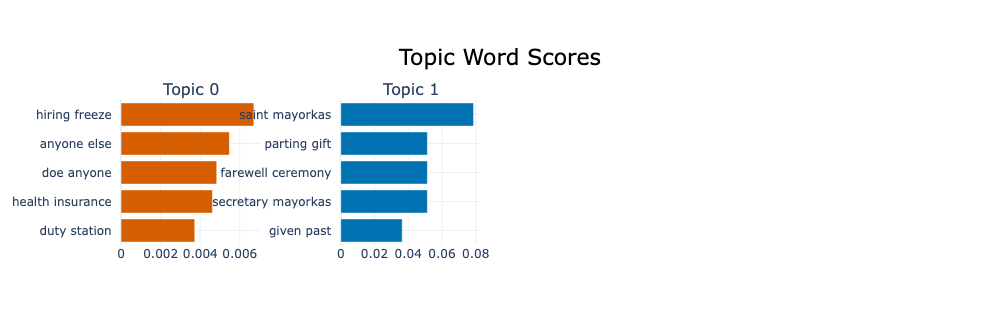 Topic Word Scores
Topic 0
hiring freeze
anyone else
doe anyone
health insurance
duty station
0 0.002 0.004 0.006
Topic 1
saint mayorkas
parting gift
farewell ceremony
secretary mayorkas
given past
0 0.02 0.04 0.06 0.08